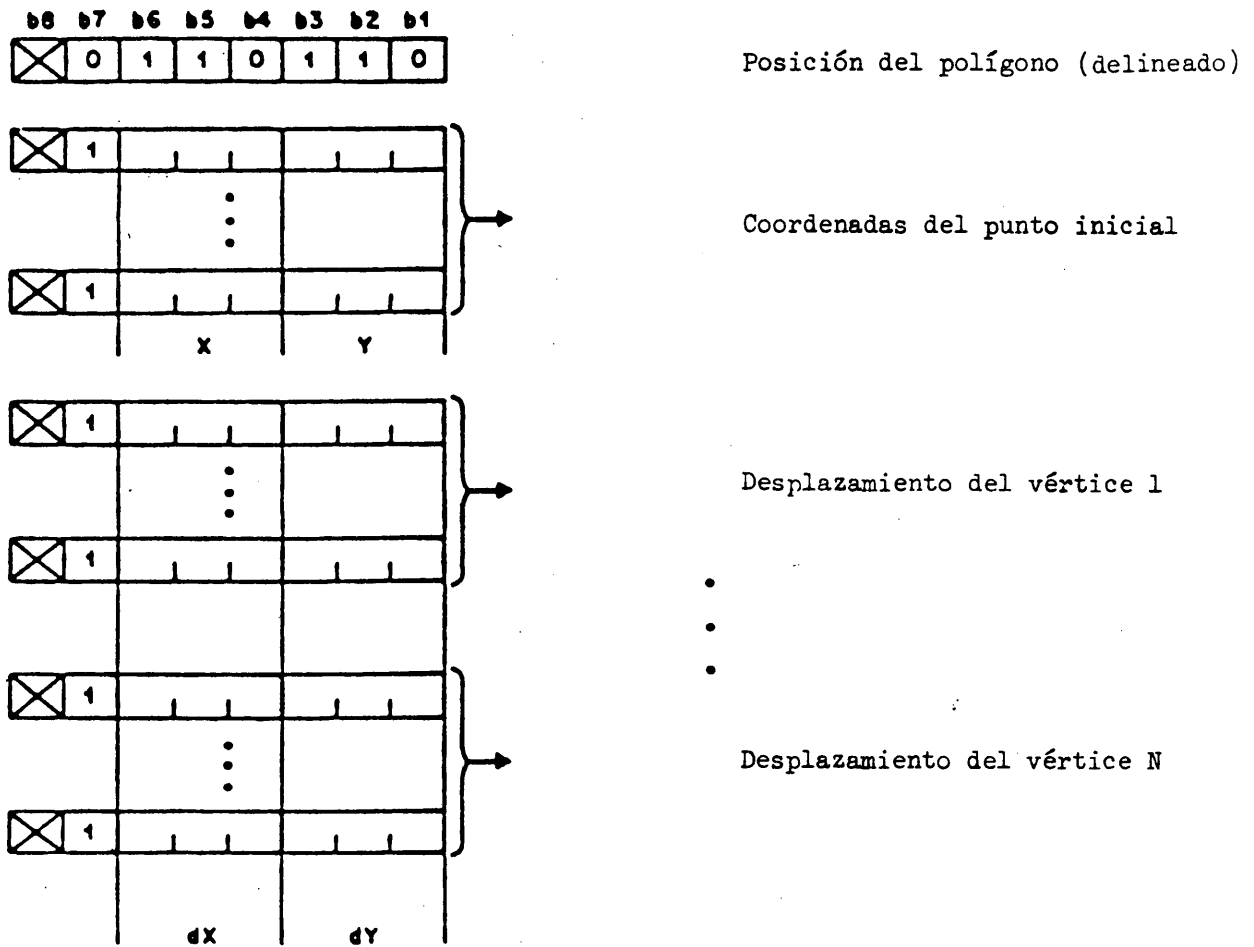 b8 b7 b6 b5 b4 b3 b2 b1
0 1 1 0 1 1 0 Posición del polígono (delineado)
1
Coordenadas del punto inicial
1
X Y
1
Desplazamiento del vértice 1
1
1
Desplazamiento del vértice N
1
dX dY